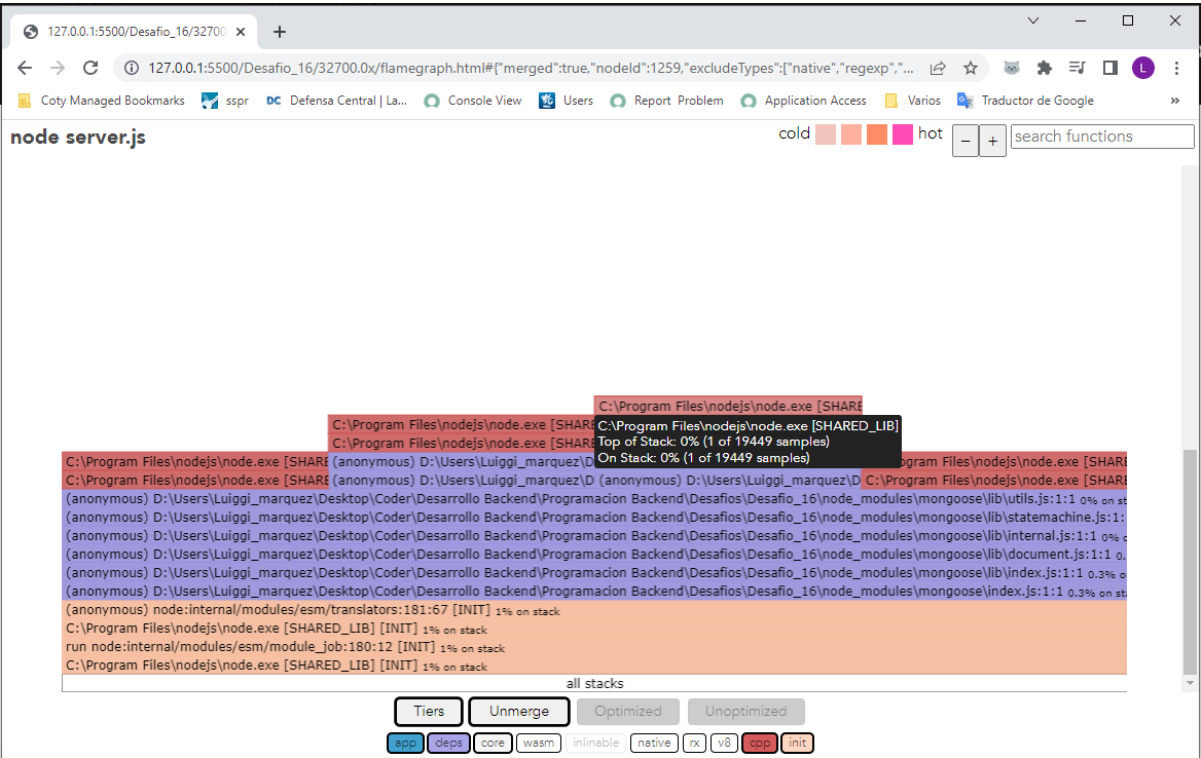 127.0.0.1:5500/Desafio_16/32700
127.0.0.1:5500/Desafio_16/32700.0x/flamegraph.html#{"merged":true,"nodeId":1259,"excludeTypes":["native","regexp","...
L
Coty Managed Bookmarks sspr DC Defensa Central | La... Console View Users Report Problem Application Access Varios Traductor de Google »
node server.js
cold hot − + search functions
C:\Program Files\nodejs\node.exe [SHARE
C:\Program Files\nodejs\node.exe [SHAR
C:\Program Files\nodejs\node.exe [SHARED_LIB]
Top of Stack: 0% (1 of 19449 samples)
On Stack: 0% (1 of 19449 samples)
C:\Program Files\nodejs\node.exe [SHAR
C:\Program Files\nodejs\node.exe [SHARE (anonymous) D:\Users\Luiggi_marquez\D ogram Files\nodejs\node.exe [SHARE
C:\Program Files\nodejs\node.exe [SHARE (anonymous) D:\Users\Luiggi_marquez\D (anonymous) D:\Users\Luiggi_marquez\D C:\Program Files\nodejs\node.exe [SHARE
(anonymous) D:\Users\Luiggi_marquez\Desktop\Coder\Desarrollo Backend\Programacion Backend\Desafios\Desafio_16\node_modules\mongoose\lib\utils.js:1:1 0% on st
(anonymous) D:\Users\Luiggi_marquez\Desktop\Coder\Desarrollo Backend\Programacion Backend\Desafios\Desafio_16\node_modules\mongoose\lib\statemachine.js:1:
(anonymous) D:\Users\Luiggi_marquez\Desktop\Coder\Desarrollo Backend\Programacion Backend\Desafios\Desafio_16\node_modules\mongoose\lib\internal.js:1:1 0%
(anonymous) D:\Users\Luiggi_marquez\Desktop\Coder\Desarrollo Backend\Programacion Backend\Desafios\Desafio_16\node_modules\mongoose\lib\document.js:1:1 0.
(anonymous) D:\Users\Luiggi_marquez\Desktop\Coder\Desarrollo Backend\Programacion Backend\Desafios\Desafio_16\node_modules\mongoose\lib\index.js:1:1 0.3% o
(anonymous) D:\Users\Luiggi_marquez\Desktop\Coder\Desarrollo Backend\Programacion Backend\Desafios\Desafio_16\node_modules\mongoose\index.js:1:1 0.3% on st
(anonymous) node:internal/modules/esm/translators:181:67 [INIT] 1% on stack
C:\Program Files\nodejs\node.exe [SHARED_LIB] [INIT] 1% on stack
run node:internal/modules/esm/module_job:180:12 [INIT] 1% on stack
C:\Program Files\nodejs\node.exe [SHARED_LIB] [INIT] 1% on stack
all stacks
Tiers Unmerge Optimized Unoptimized
app deps core wasm inlinable native rx v8 cpp init